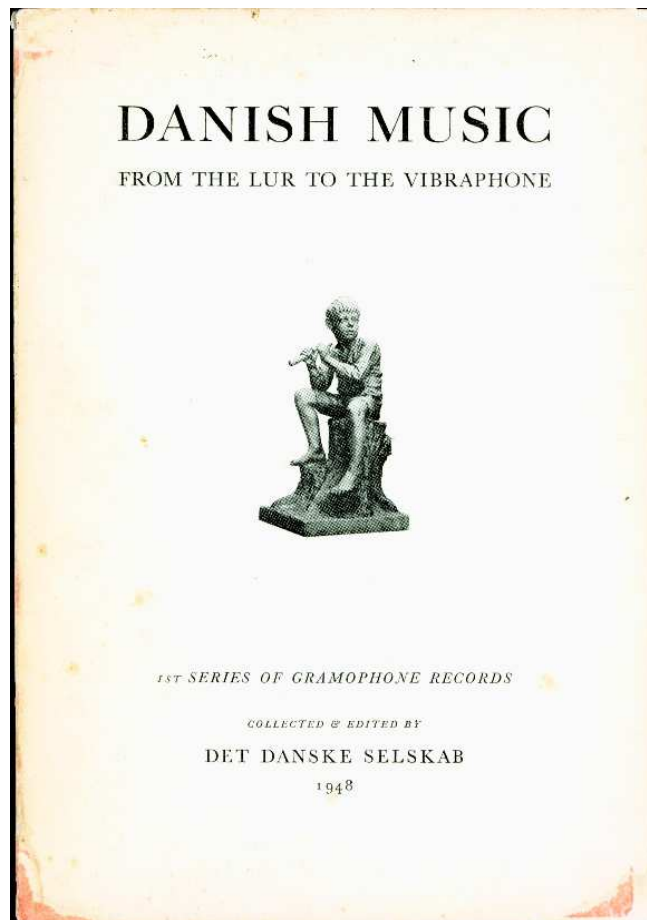 DANISH MUSIC
FROM THE LUR TO THE VIBRAPHONE
1ST SERIES OF GRAMOPHONE RECORDS
COLLECTED & EDITED BY
DET DANSKE SELSKAB
1948